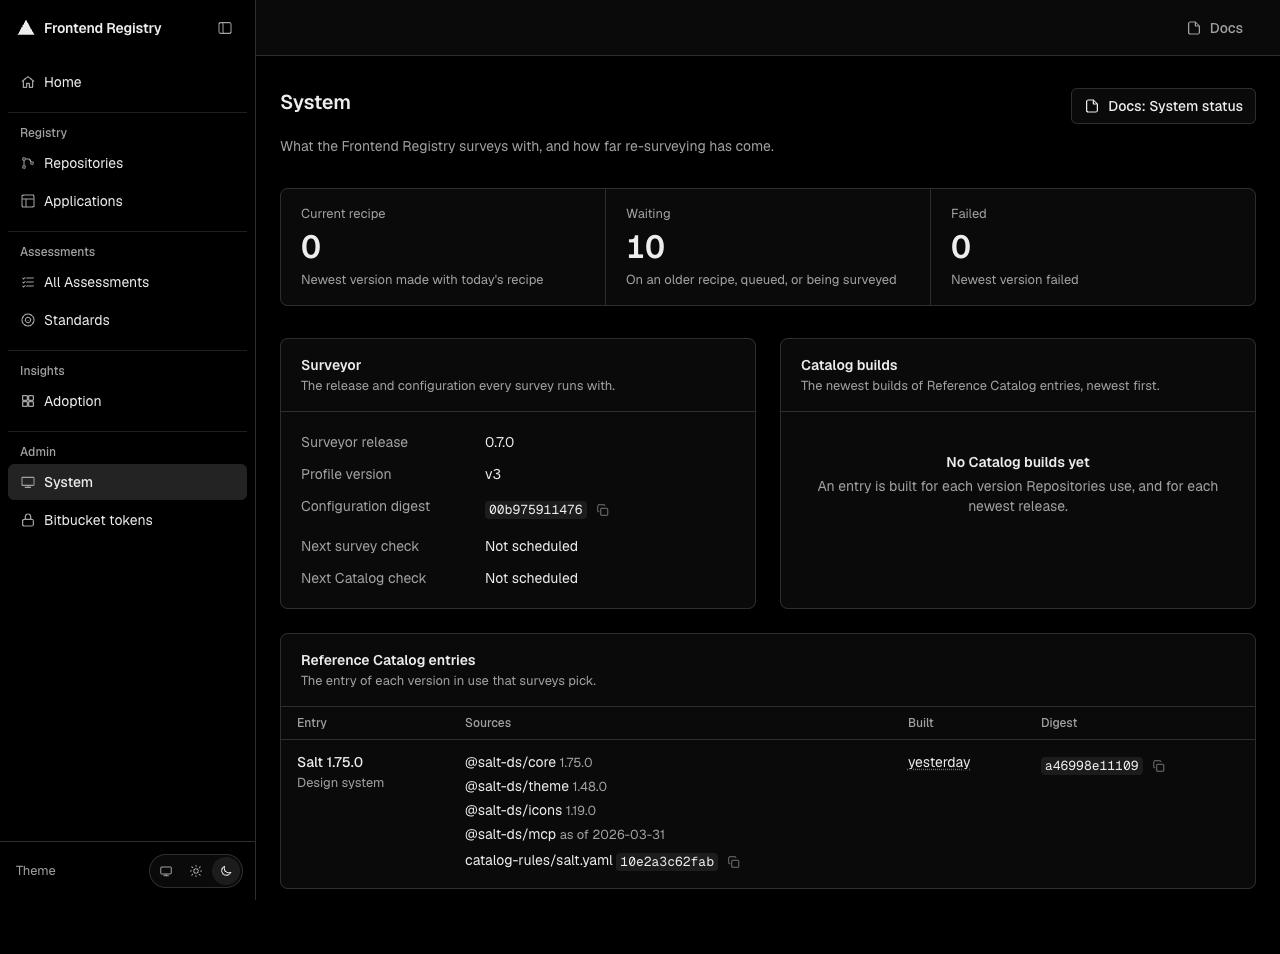 Frontend Registry
Docs
Home
Registry
Repositories
Applications
Assessments
All Assessments
Standards
Insights
Adoption
Admin
System
Bitbucket tokens
Theme
System
Docs: System status
What the Frontend Registry surveys with, and how far re-surveying has come.
Current recipe
0
Newest version made with today's recipe
Waiting
10
On an older recipe, queued, or being surveyed
Failed
0
Newest version failed
Surveyor
The release and configuration every survey runs with.
Surveyor release 0.7.0
Profile version v3
Configuration digest 00b975911476
Next survey check Not scheduled
Next Catalog check Not scheduled
Catalog builds
The newest builds of Reference Catalog entries, newest first.
No Catalog builds yet
An entry is built for each version Repositories use, and for each
newest release.
Reference Catalog entries
The entry of each version in use that surveys pick.
Entry Sources Built Digest
Salt 1.75.0 @salt-ds/core 1.75.0 yesterday a46998e11109
Design system
@salt-ds/theme 1.48.0
@salt-ds/icons 1.19.0
@salt-ds/mcp as of 2026-03-31
catalog-rules/salt.yaml 10e2a3c62fab